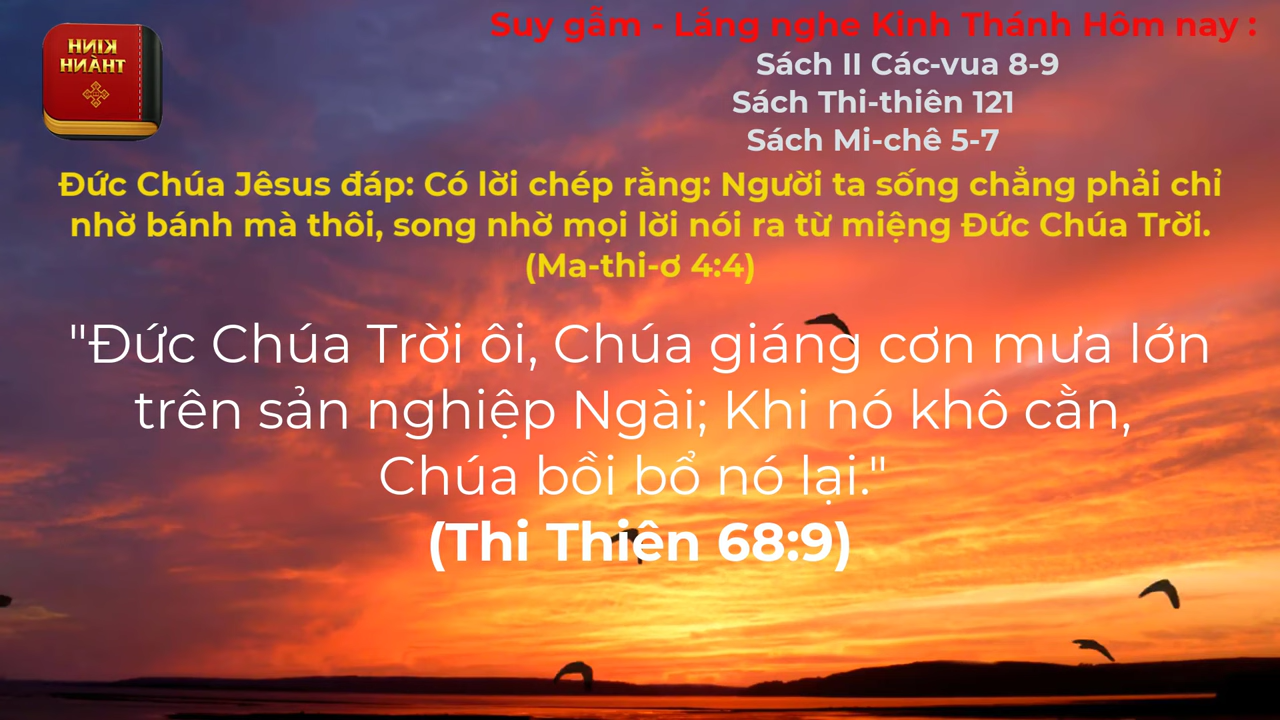 KINH
THÁNH
Suy gẫm - Lắng nghe Kinh Thánh Hôm nay :
Sách II Các-vua 8-9
Sách Thi-thiên 121
Sách Mi-chê 5-7
Đức Chúa Jêsus đáp: Có lời chép rằng: Người ta sống chẳng phải chỉ
nhờ bánh mà thôi, song nhờ mọi lời nói ra từ miệng Đức Chúa Trời.
(Ma-thi-ơ 4:4)
"Đức Chúa Trời ôi, Chúa giáng cơn mưa lớn
trên sản nghiệp Ngài; Khi nó khô cằn,
Chúa bồi bổ nó lại."
(Thi Thiên 68:9)